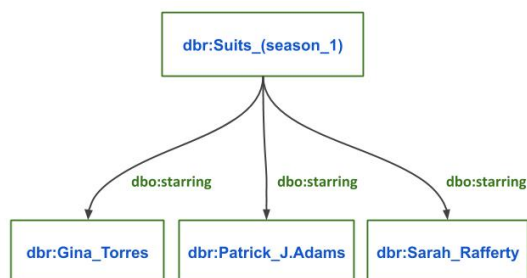 dbr:Suits_(season_1)
dbo:starring dbo:starring dbo:starring
dbr:Gina_Torres dbr:Patrick_J.Adams dbr:Sarah_Rafferty